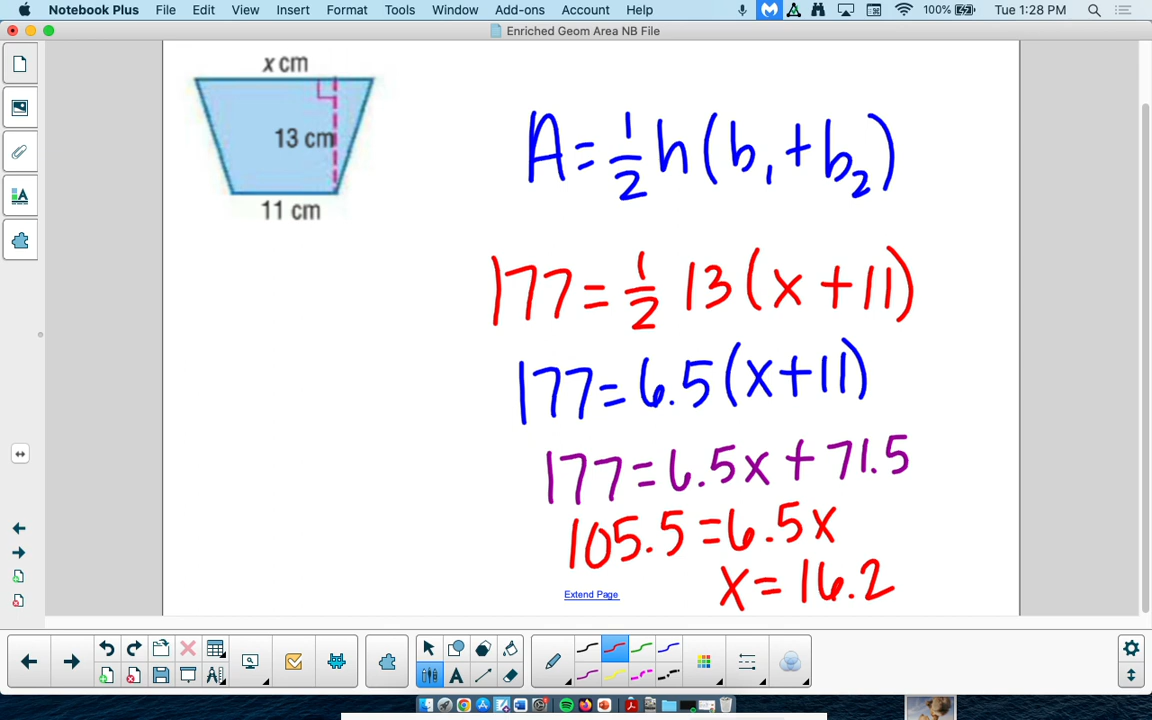 Notebook Plus File Edit View Insert Format Tools Window Add-ons Account Help 100% Tue 1:28 PM
Enriched Geom Area NB File
x cm
13 cm
11 cm
A = 1/2 h (b₁ + b₂)
177 = 1/2 13 (x + 11)
177 = 6.5 (x + 11)
177 = 6.5x + 71.5
105.5 = 6.5x
x = 16.2
Extend Page